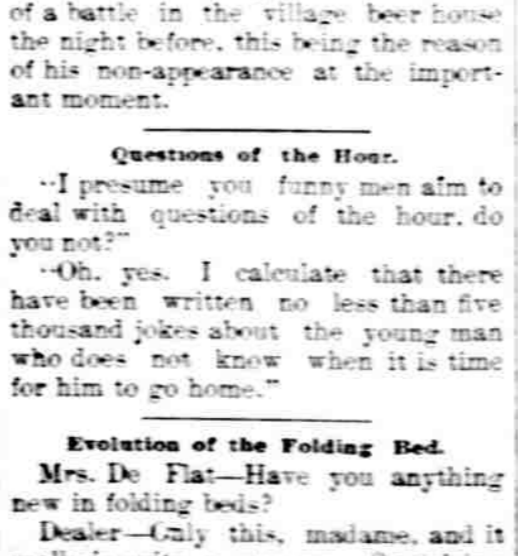 of a battle in the village beer house
the night before, this being the reason
of his non-appearance at the import-
ant moment.
Questions of the Hour.
"I presume you funny men aim to
deal with questions of the hour, do
you not?"
"Oh, yes. I calculate that there
have been written no less than five
thousand jokes about the young man
who does not know when it is time
for him to go home."
Evolution of the Folding Bed.
Mrs. De Flat—Have you anything
new in folding beds?
Dealer—Only this, madame, and it